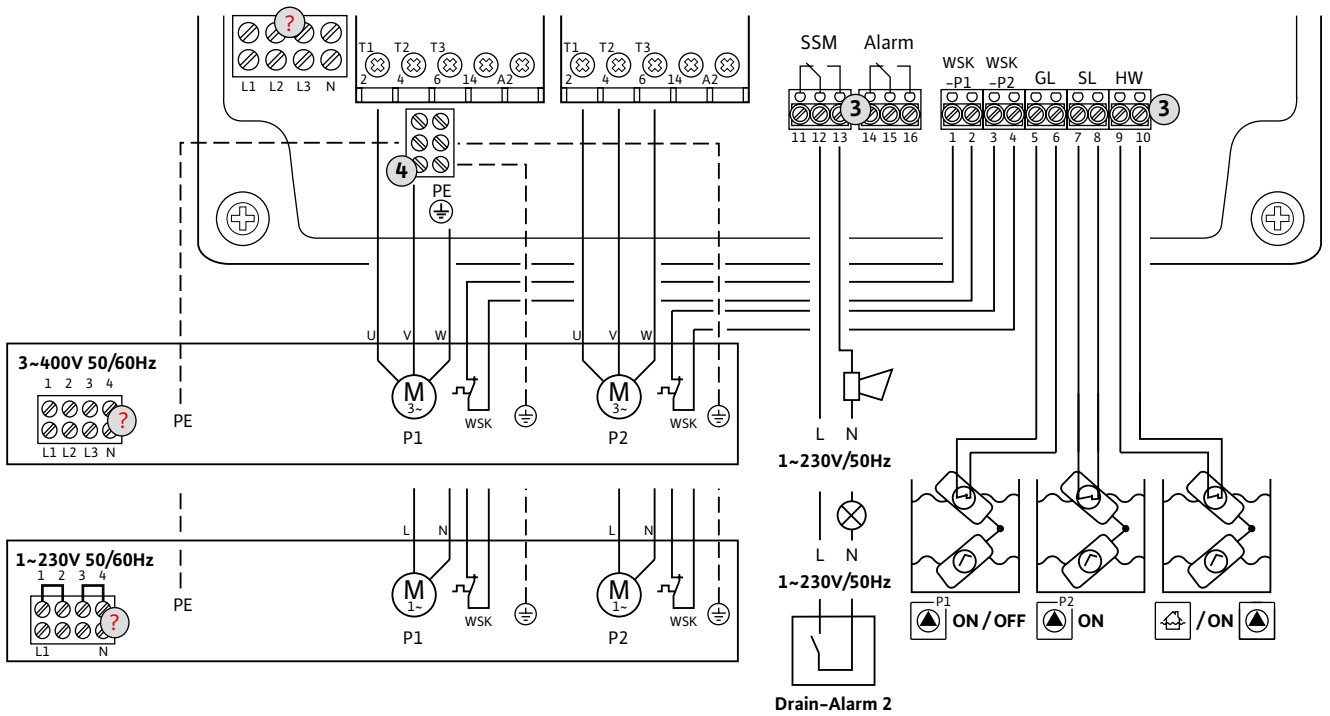 ?
T1 T2 T3
T1 T2 T3
SSM Alarm
WSK WSK
-P1 -P2 GL SL HW
L1 L2 L3 N
2 4 6 14 A2
2 4 6 14 A2
3
3
11 12 13 14 15 16 1 2 3 4 5 6 7 8 9 10
4
PE
U V W U V W
3~400V 50/60Hz
1 2 3 4
?
L1 L2 L3 N
PE
M
3~
P1
WSK
M
3~
P2
WSK
L N
1~230V/50Hz
L N L N
1~230V 50/60Hz
1 2 3 4
?
L1 N
PE
M
1~
P1
WSK
M
1~
P2
WSK
L N
1~230V/50Hz
Drain-Alarm 2
P1
ON/OFF
P2
ON
/ON